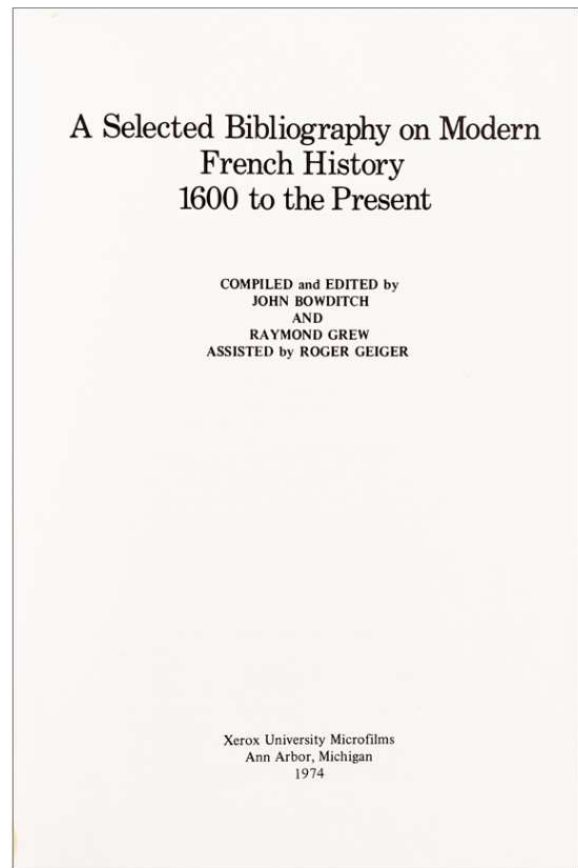 A Selected Bibliography on Modern
French History
1600 to the Present
COMPILED and EDITED by
JOHN BOWDITCH
AND
RAYMOND GREW
ASSISTED by ROGER GEIGER
Xerox University Microfilms
Ann Arbor, Michigan
1974